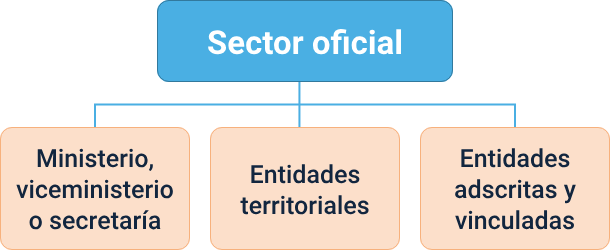 Sector oficial
Ministerio,
viceministerio
o secretaría
Entidades
territoriales
Entidades
adscritas y
vinculadas